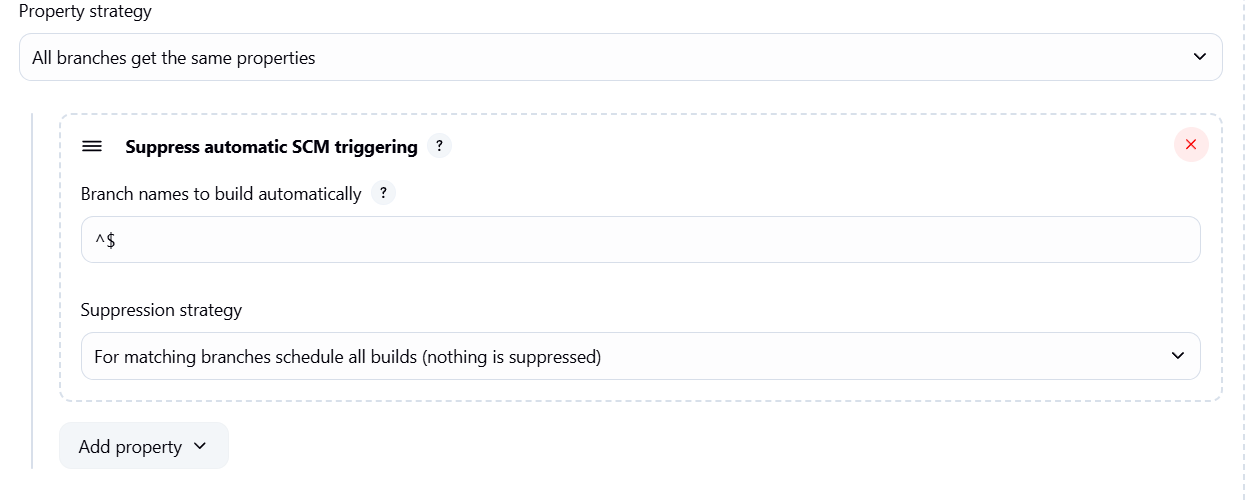 Property strategy
All branches get the same properties
Suppress automatic SCM triggering ?
Branch names to build automatically ?
^$
Suppression strategy
For matching branches schedule all builds (nothing is suppressed)
Add property